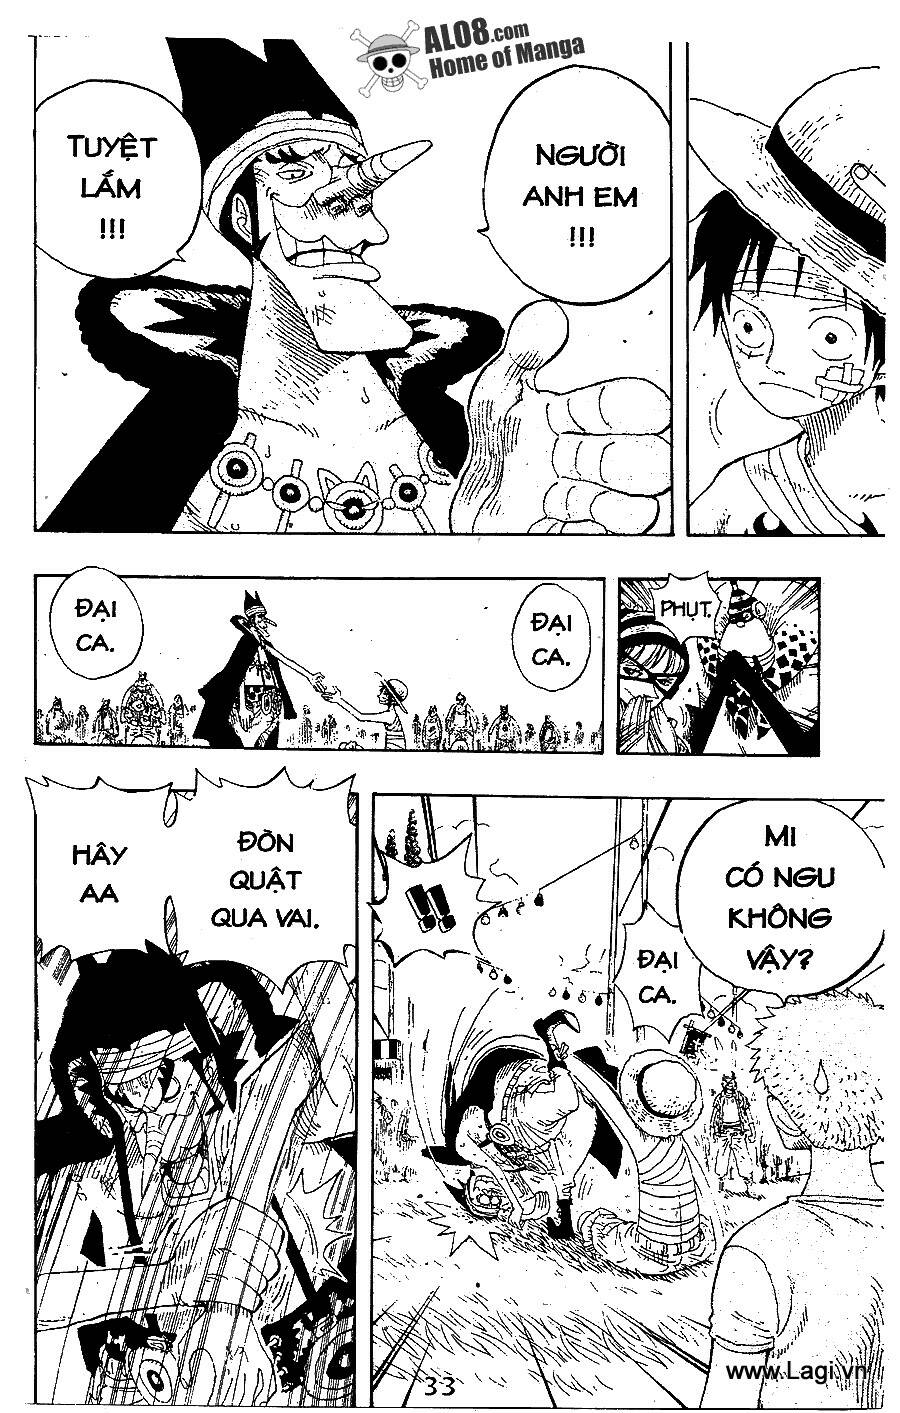 ALO8.com
Home of Manga
TUYỆT
LẮM
!!!
NGƯỜI
ANH EM
!!!
ĐẠI
CA.
ĐẠI
CA.
PHỤT.
HÂY
AA
ĐÒN
QUẬT
QUA VAI.
!!
ĐẠI
CA.
MI
CÓ NGU
KHÔNG
VẬY?
33
www.Lagi.vn